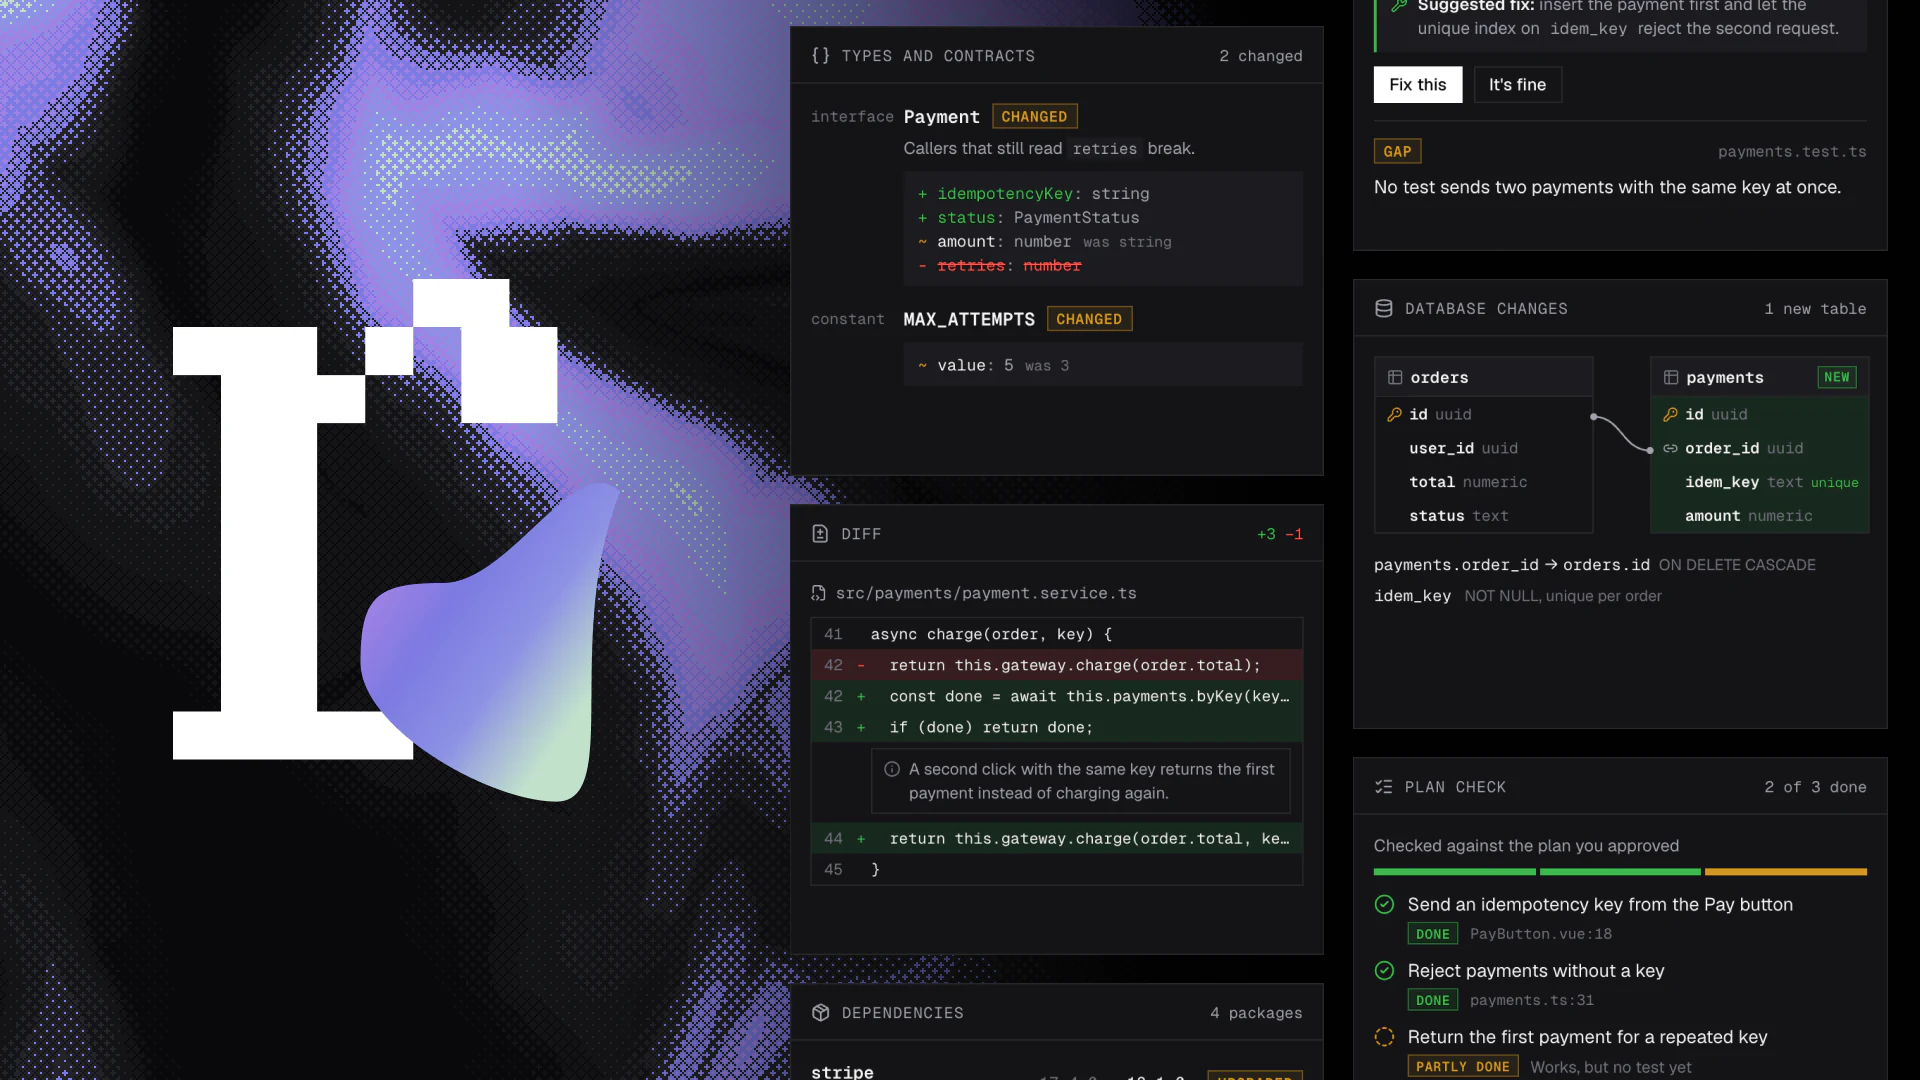 TYPES AND CONTRACTS 2 changed
interface Payment CHANGED
Callers that still read retries break.
+ idempotencyKey: string
+ status: PaymentStatus
~ amount: number was string
- retries: number
constant MAX_ATTEMPTS CHANGED
~ value: 5 was 3
DIFF +3 −1
src/payments/payment.service.ts
41 async charge(order, key) {
42 - return this.gateway.charge(order.total);
42 + const done = await this.payments.byKey(key…
43 + if (done) return done;
A second click with the same key returns the first
payment instead of charging again.
44 + return this.gateway.charge(order.total, ke…
45 }
DEPENDENCIES 4 packages
stripe
Suggested fix: insert the payment first and let the
unique index on idem_key reject the second request.
Fix this It's fine
GAP payments.test.ts
No test sends two payments with the same key at once.
DATABASE CHANGES 1 new table
orders
id uuid
user_id uuid
total numeric
status text
payments NEW
id uuid
order_id uuid
idem_key text unique
amount numeric
payments.order_id → orders.id ON DELETE CASCADE
idem_key NOT NULL, unique per order
PLAN CHECK 2 of 3 done
Checked against the plan you approved
Send an idempotency key from the Pay button
DONE PayButton.vue:18
Reject payments without a key
DONE payments.ts:31
Return the first payment for a repeated key
PARTLY DONE Works, but no test yet